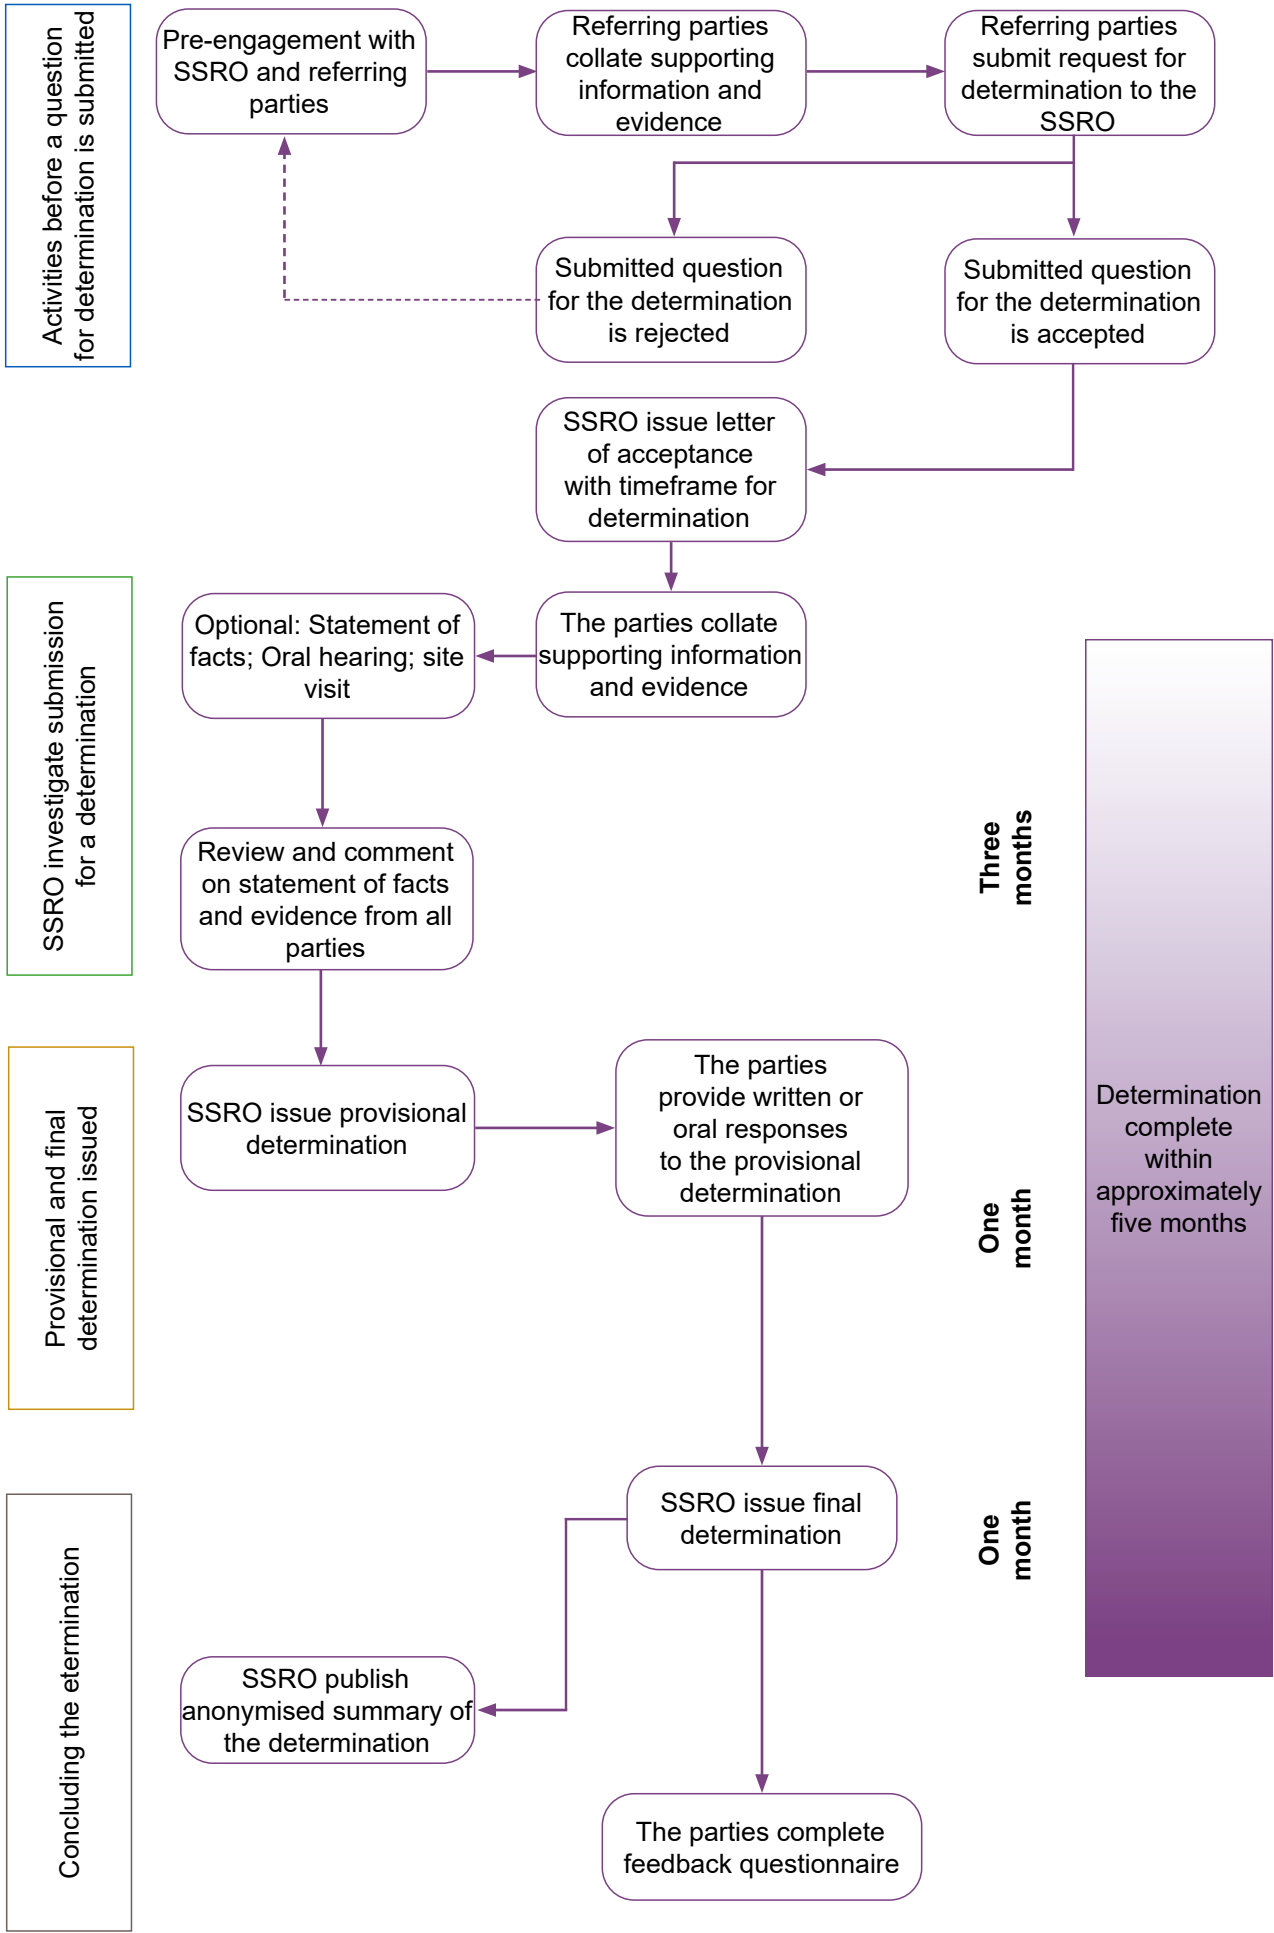 Activities before a question
for determination is submitted
Pre-engagement with
SSRO and referring
parties
Referring parties
collate supporting
information and
evidence
Referring parties
submit request for
determination to the
SSRO
Submitted question
for the determination
is rejected
Submitted question
for the determination
is accepted
SSRO issue letter
of acceptance
with timeframe for
determination
SSRO investigate submission
for a determination
Optional: Statement of
facts; Oral hearing; site
visit
The parties collate
supporting information
and evidence
Review and comment
on statement of facts
and evidence from all
parties
Three
months
Provisional and final
determination issued
SSRO issue provisional
determination
The parties
provide written or
oral responses
to the provisional
determination
One
month
Determination
complete
within
approximately
five months
Concluding the etermination
SSRO issue final
determination
One
month
SSRO publish
anonymised summary of
the determination
The parties complete
feedback questionnaire